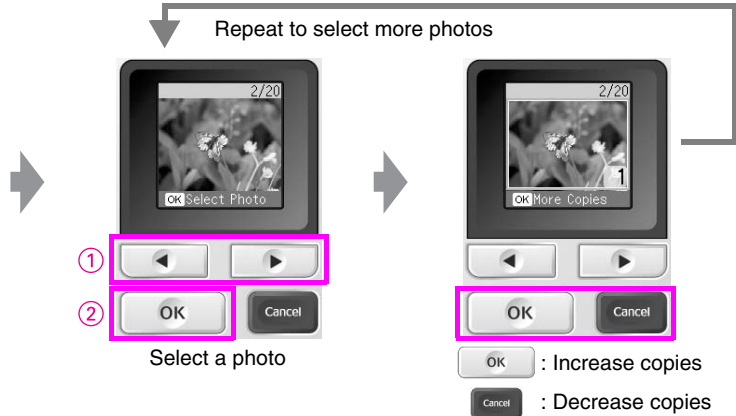 Repeat to select more photos
2/20
OK Select Photo
① 
② OK Cancel
Select a photo
2/20
1
OK More Copies
OK Cancel
OK : Increase copies
Cancel : Decrease copies